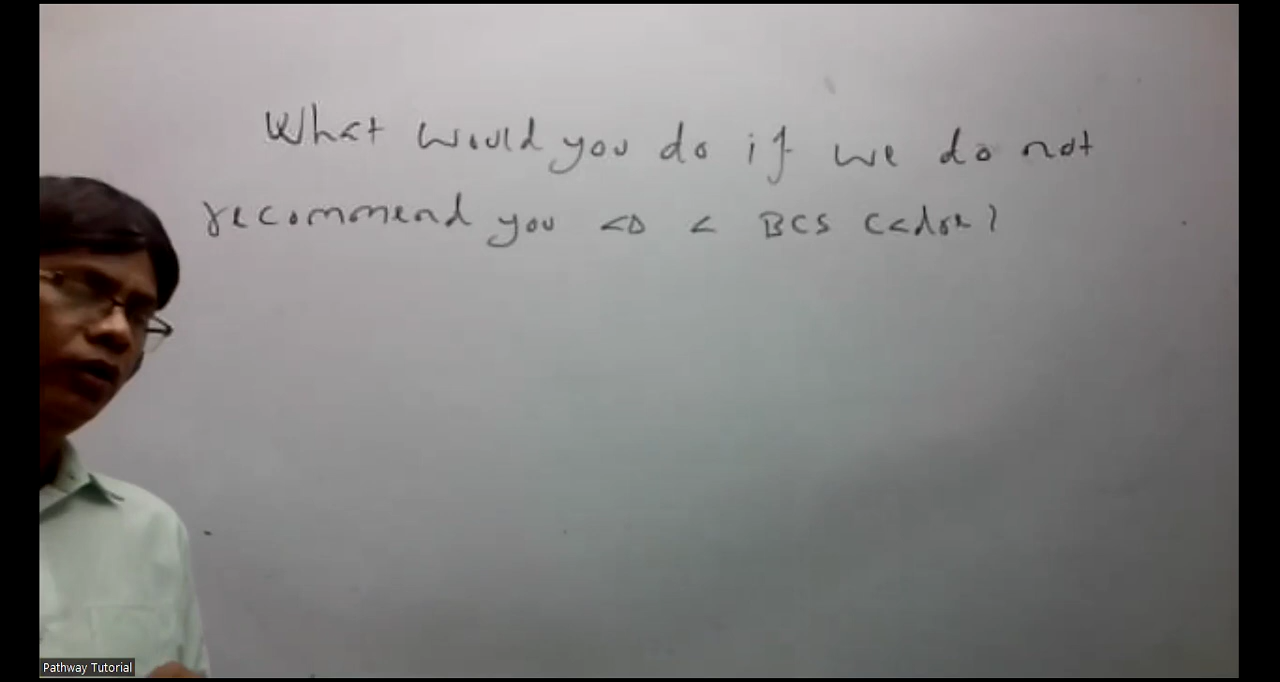 What would you do if we do not
recommend you as a BCS Cadre?
Pathway Tutorial